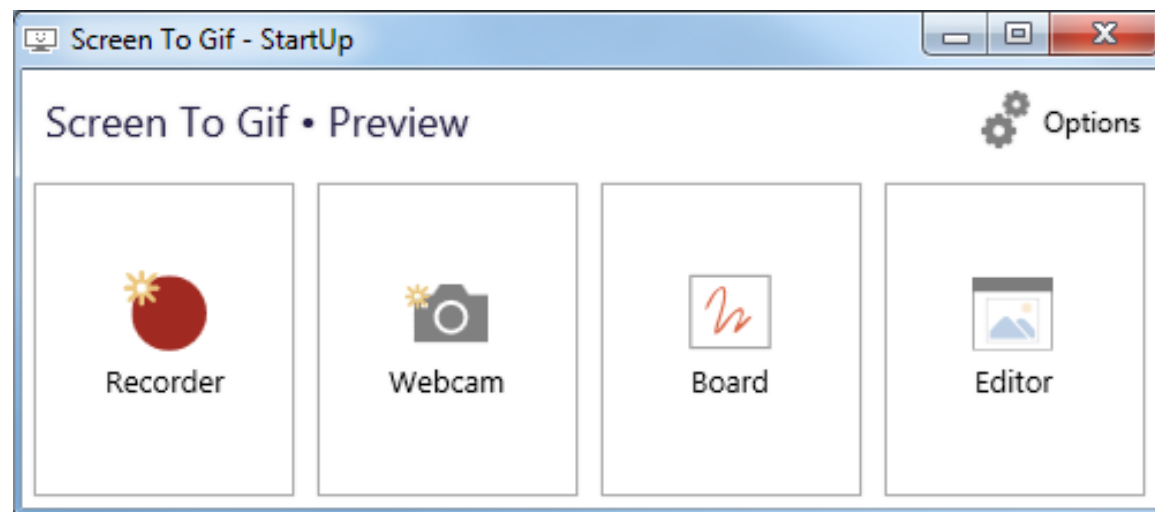 Screen To Gif - StartUp
Screen To Gif • Preview
Options
Recorder
Webcam
Board
Editor